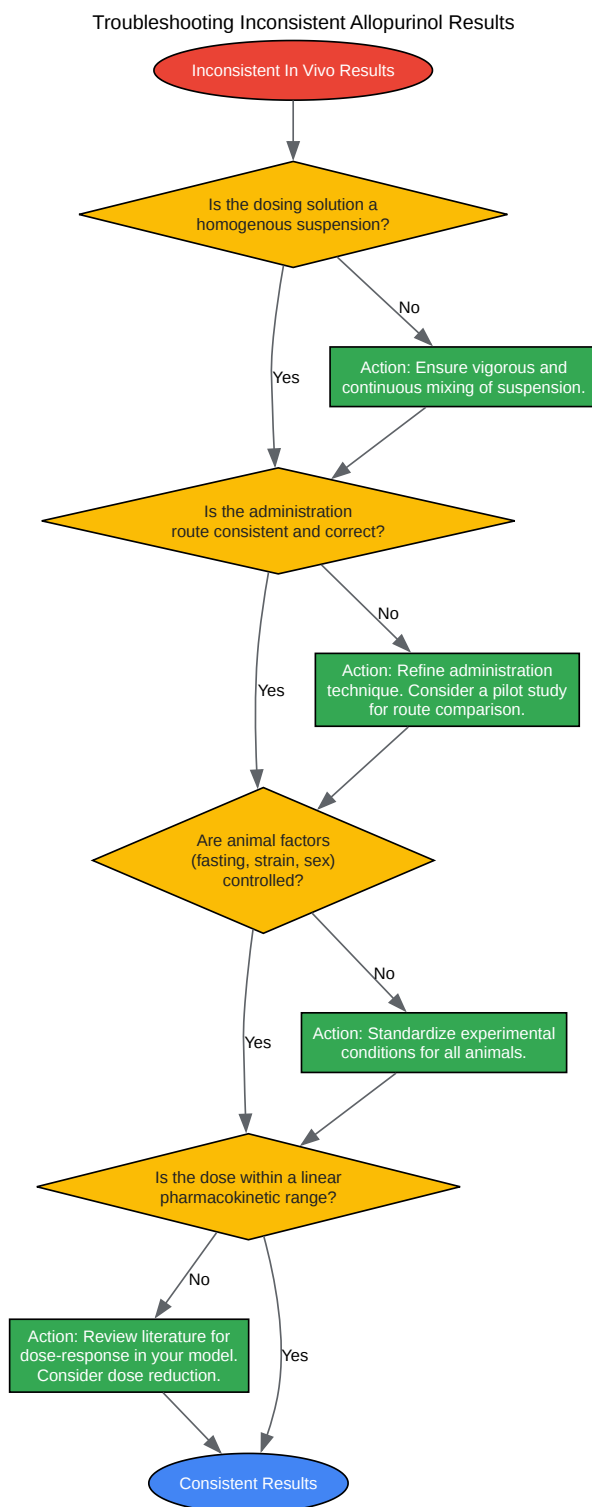 Troubleshooting Inconsistent Allopurinol Results
Inconsistent In Vivo Results
Is the dosing solution a
homogenous suspension?
No
Yes
Action: Ensure vigorous and
continuous mixing of suspension.
Is the administration
route consistent and correct?
No
Yes
Action: Refine administration
technique. Consider a pilot study
for route comparison.
Are animal factors
(fasting, strain, sex)
controlled?
No
Yes
Action: Standardize experimental
conditions for all animals.
Is the dose within a linear
pharmacokinetic range?
No
Yes
Action: Review literature for
dose-response in your model.
Consider dose reduction.
Consistent Results